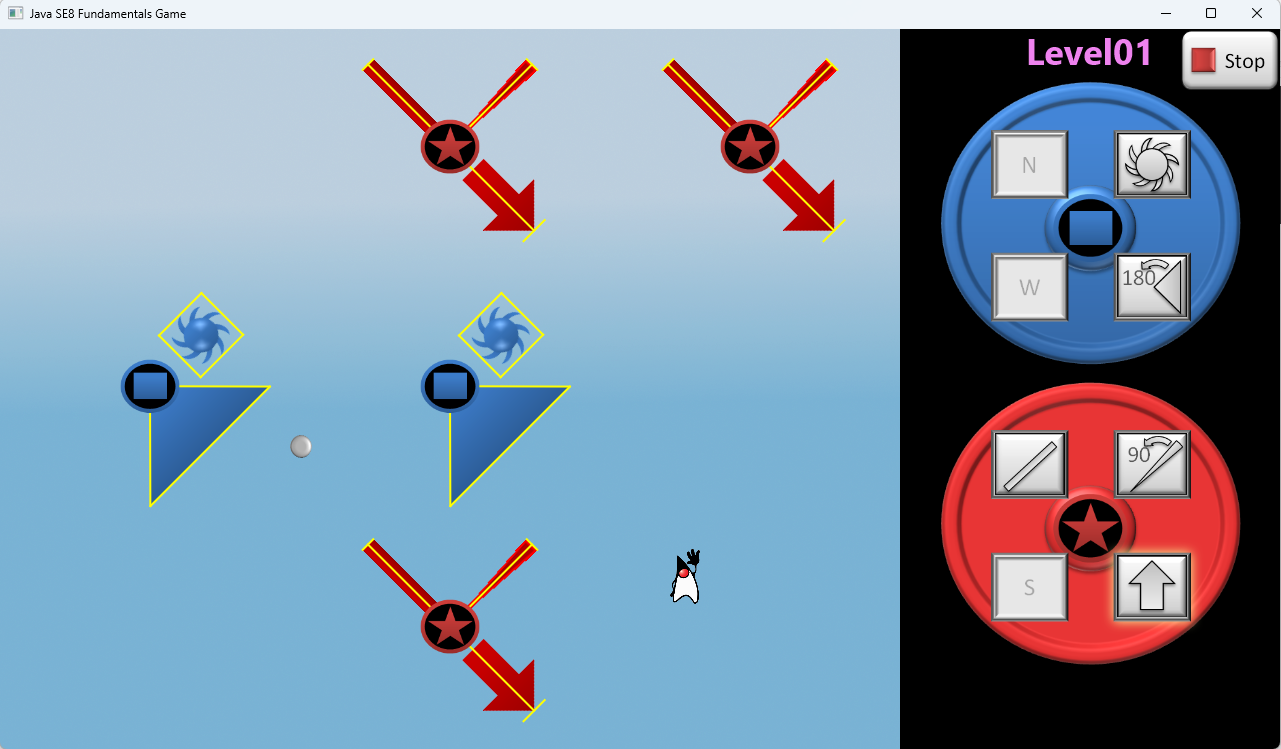 Java SE8 Fundamentals Game
Level01
Stop
N
W
180
90
S